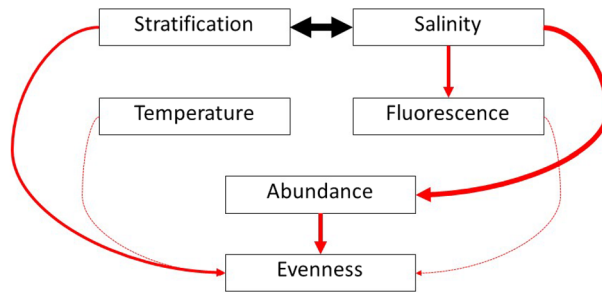 Stratification
Salinity
Temperature
Fluorescence
Abundance
Evenness